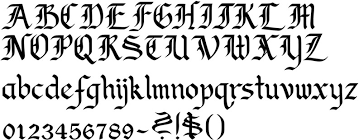 ABCDEFGHIJKLM
NOPQRSTUVWXYZ
abcdefghijklmnopqrstuvwxyz
0123456789-?!$()